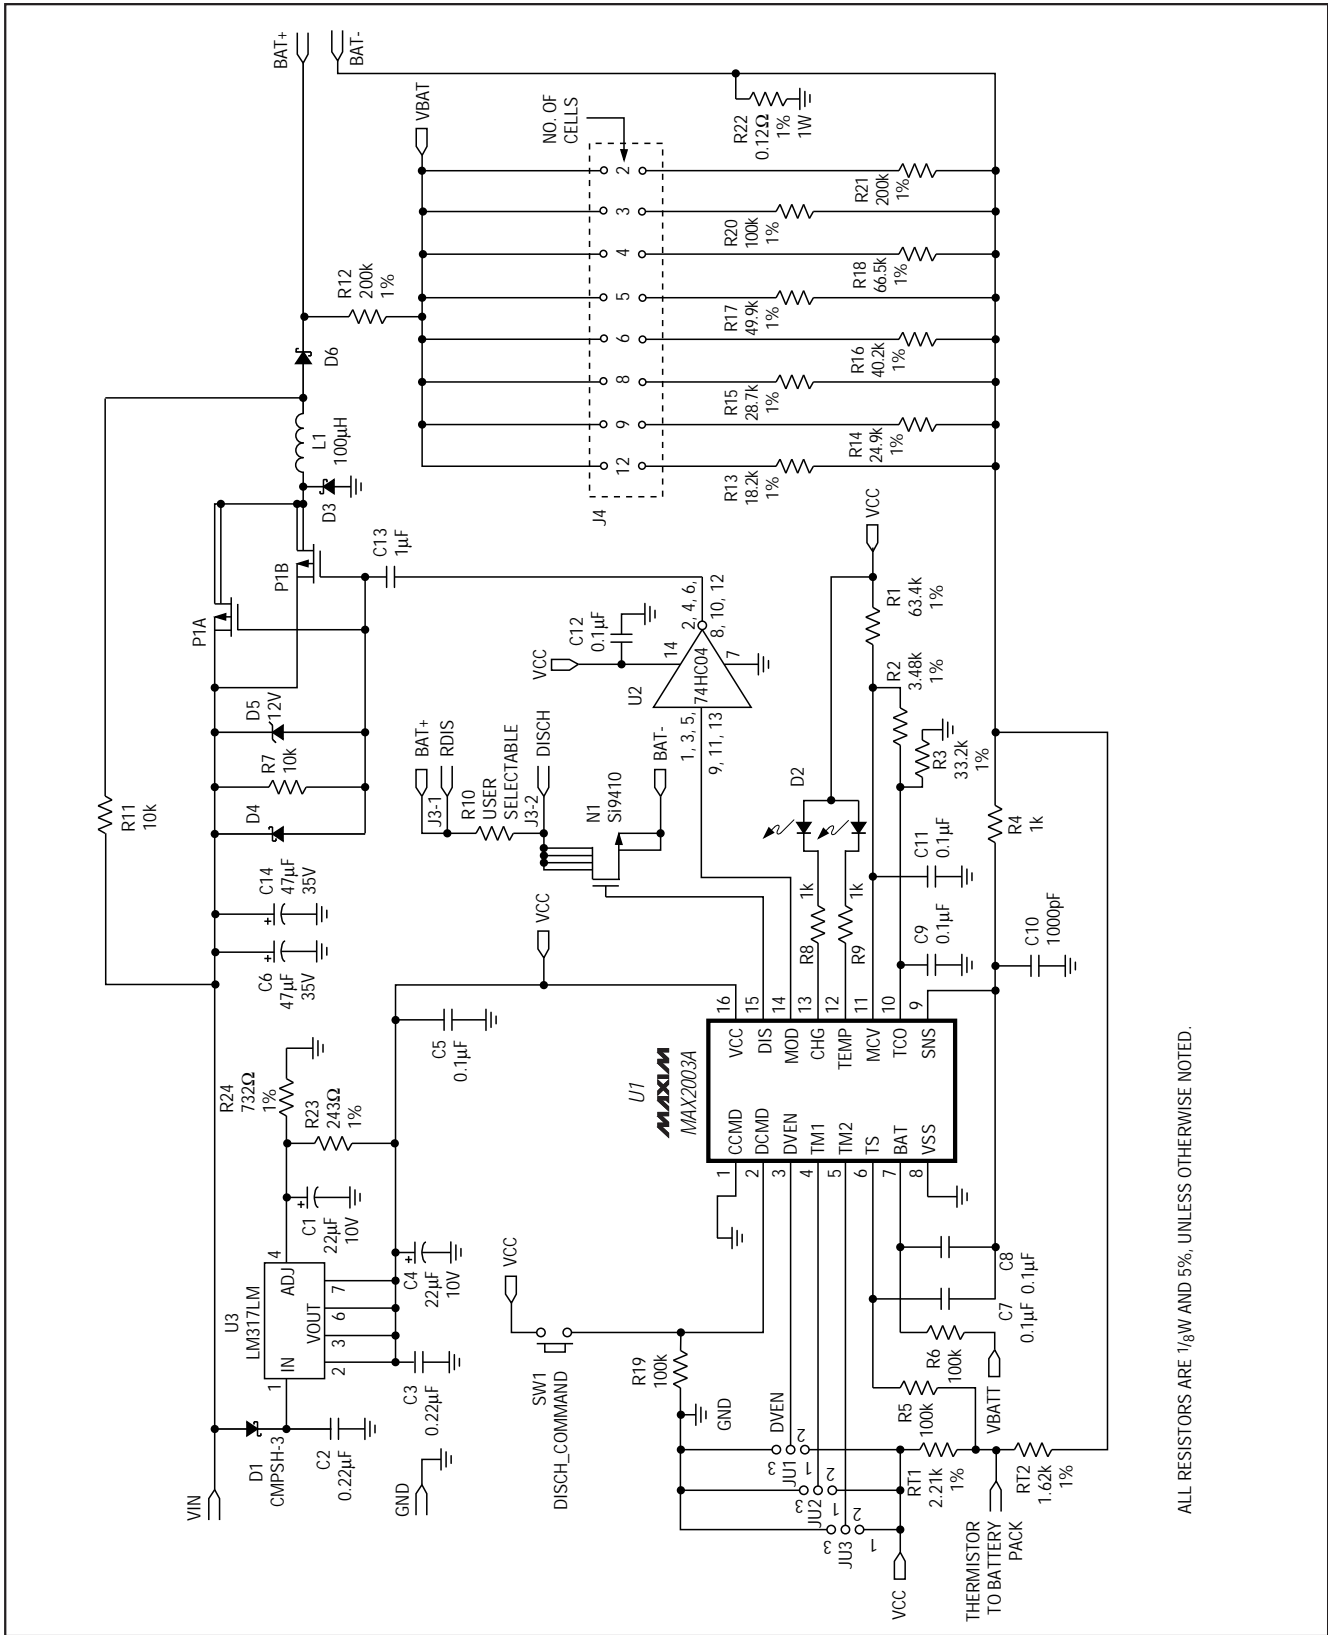 VIN
D1
CMPSH-3
C2
0.22µF
GND
U3
LM317LM
IN
ADJ
VOUT
1
4
2
3
6
7
C3
0.22µF
C4
22µF
10V
C1
22µF
10V
R24
732Ω
1%
R23
243Ω
1%
C5
0.1µF
C6
47µF
35V
C14
47µF
35V
R11
10k
D4
R7
10k
D5
12V
P1A
P1B
D3
L1
100µH
D6
BAT+
BAT-
R12
200k
1%
VBAT
C13
1µF
VCC
C12
0.1µF
U2
74HC04
14
7
1, 3, 5,
9, 11, 13
2, 4, 6,
8, 10, 12
BAT+
RDIS
J3-1
R10
USER
SELECTABLE
J3-2
DISCH
N1
Si9410
BAT-
VCC
NO. OF
CELLS
J4
12
9
8
6
5
4
3
2
R13
18.2k
1%
R14
24.9k
1%
R15
28.7k
1%
R16
40.2k
1%
R17
49.9k
1%
R18
66.5k
1%
R20
100k
1%
R21
200k
1%
R22
0.12Ω
1%
1W
U1
MAXIM
MAX2003A
1
2
3
4
5
6
7
8
CCMD
DCMD
DVEN
TM1
TM2
TS
BAT
VSS
VCC
DIS
MOD
CHG
TEMP
MCV
TCO
SNS
16
15
14
13
12
11
10
9
D2
R8
1k
R9
1k
VCC
R1
63.4k
1%
R2
3.48k
1%
R3
33.2k
1%
R4
1k
C9
0.1µF
C11
0.1µF
C10
1000pF
VCC
SW1
DISCH_COMMAND
R19
100k
GND
DVEN
JU1
3
2
1
JU2
3
2
1
JU3
3
2
1
VCC
RT1
2.21k
1%
RT2
1.62k
1%
THERMISTOR
TO BATTERY
PACK
R5
100k
R6
100k
VBATT
C7
0.1µF
C8
0.1µF
ALL RESISTORS ARE 1/8W AND 5%, UNLESS OTHERWISE NOTED.